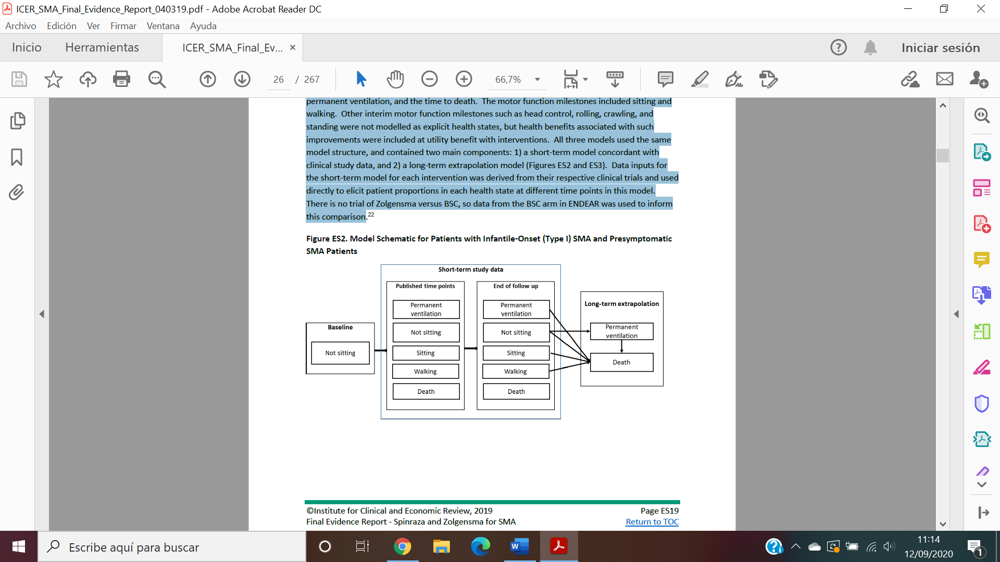 ICER_SMA_Final_Evidence_Report_040319.pdf - Adobe Acrobat Reader DC
Archivo Edición Ver Firmar Ventana Ayuda
Inicio Herramientas ICER_SMA_Final_Ev... × Iniciar sesión
26 / 267 66,7%
permanent ventilation, and the time to death. The motor function milestones included sitting and
walking. Other interim motor function milestones such as head control, rolling, crawling, and
standing were not modelled as explicit health states, but health benefits associated with such
improvements were included at utility benefit with interventions. All three models used the same
model structure, and contained two main components: 1) a short-term model concordant with
clinical study data, and 2) a long-term extrapolation model (Figures ES2 and ES3). Data inputs for
the short-term model for each intervention was derived from their respective clinical trials and used
directly to elicit patient proportions in each health state at different time points in this model.
There is no trial of Zolgensma versus BSC, so data from the BSC arm in ENDEAR was used to inform
this comparison.22
Figure ES2. Model Schematic for Patients with Infantile-Onset (Type I) SMA and Presymptomatic
SMA Patients
Baseline
Not sitting
Short-term study data
Published time points
Permanent
ventilation
Not sitting
Sitting
Walking
Death
End of follow up
Permanent
ventilation
Not sitting
Sitting
Walking
Death
Long-term extrapolation
Permanent
ventilation
Death
©Institute for Clinical and Economic Review, 2019 Page ES19
Final Evidence Report - Spinraza and Zolgensma for SMA Return to TOC
Escribe aquí para buscar
11:14
12/09/2020
1